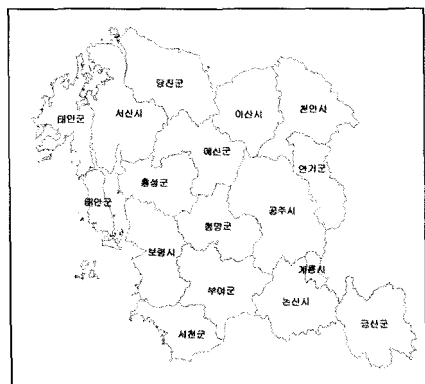 당진군
아산시
천안시
태안군
서산시
예산군
연기군
홍성군
태안군
공주시
청양군
보령시
계룡시
부여군
논산시
서천군
금산군